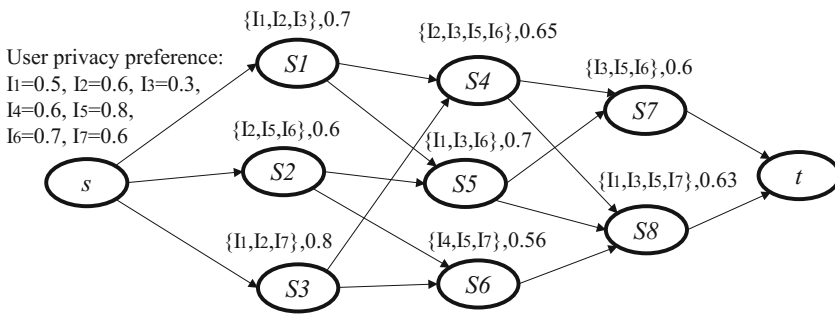 {I1,I2,I3},0.7
{I2,I3,I5,I6},0.65
User privacy preference:
I1=0.5, I2=0.6, I3=0.3,
I4=0.6, I5=0.8,
I6=0.7, I7=0.6
S1
S4
{I3,I5,I6},0.6
S7
{I2,I5,I6},0.6
{I1,I3,I6},0.7
s
S2
S5
{I1,I3,I5,I7},0.63
t
S8
{I1,I2,I7},0.8
{I4,I5,I7},0.56
S3
S6